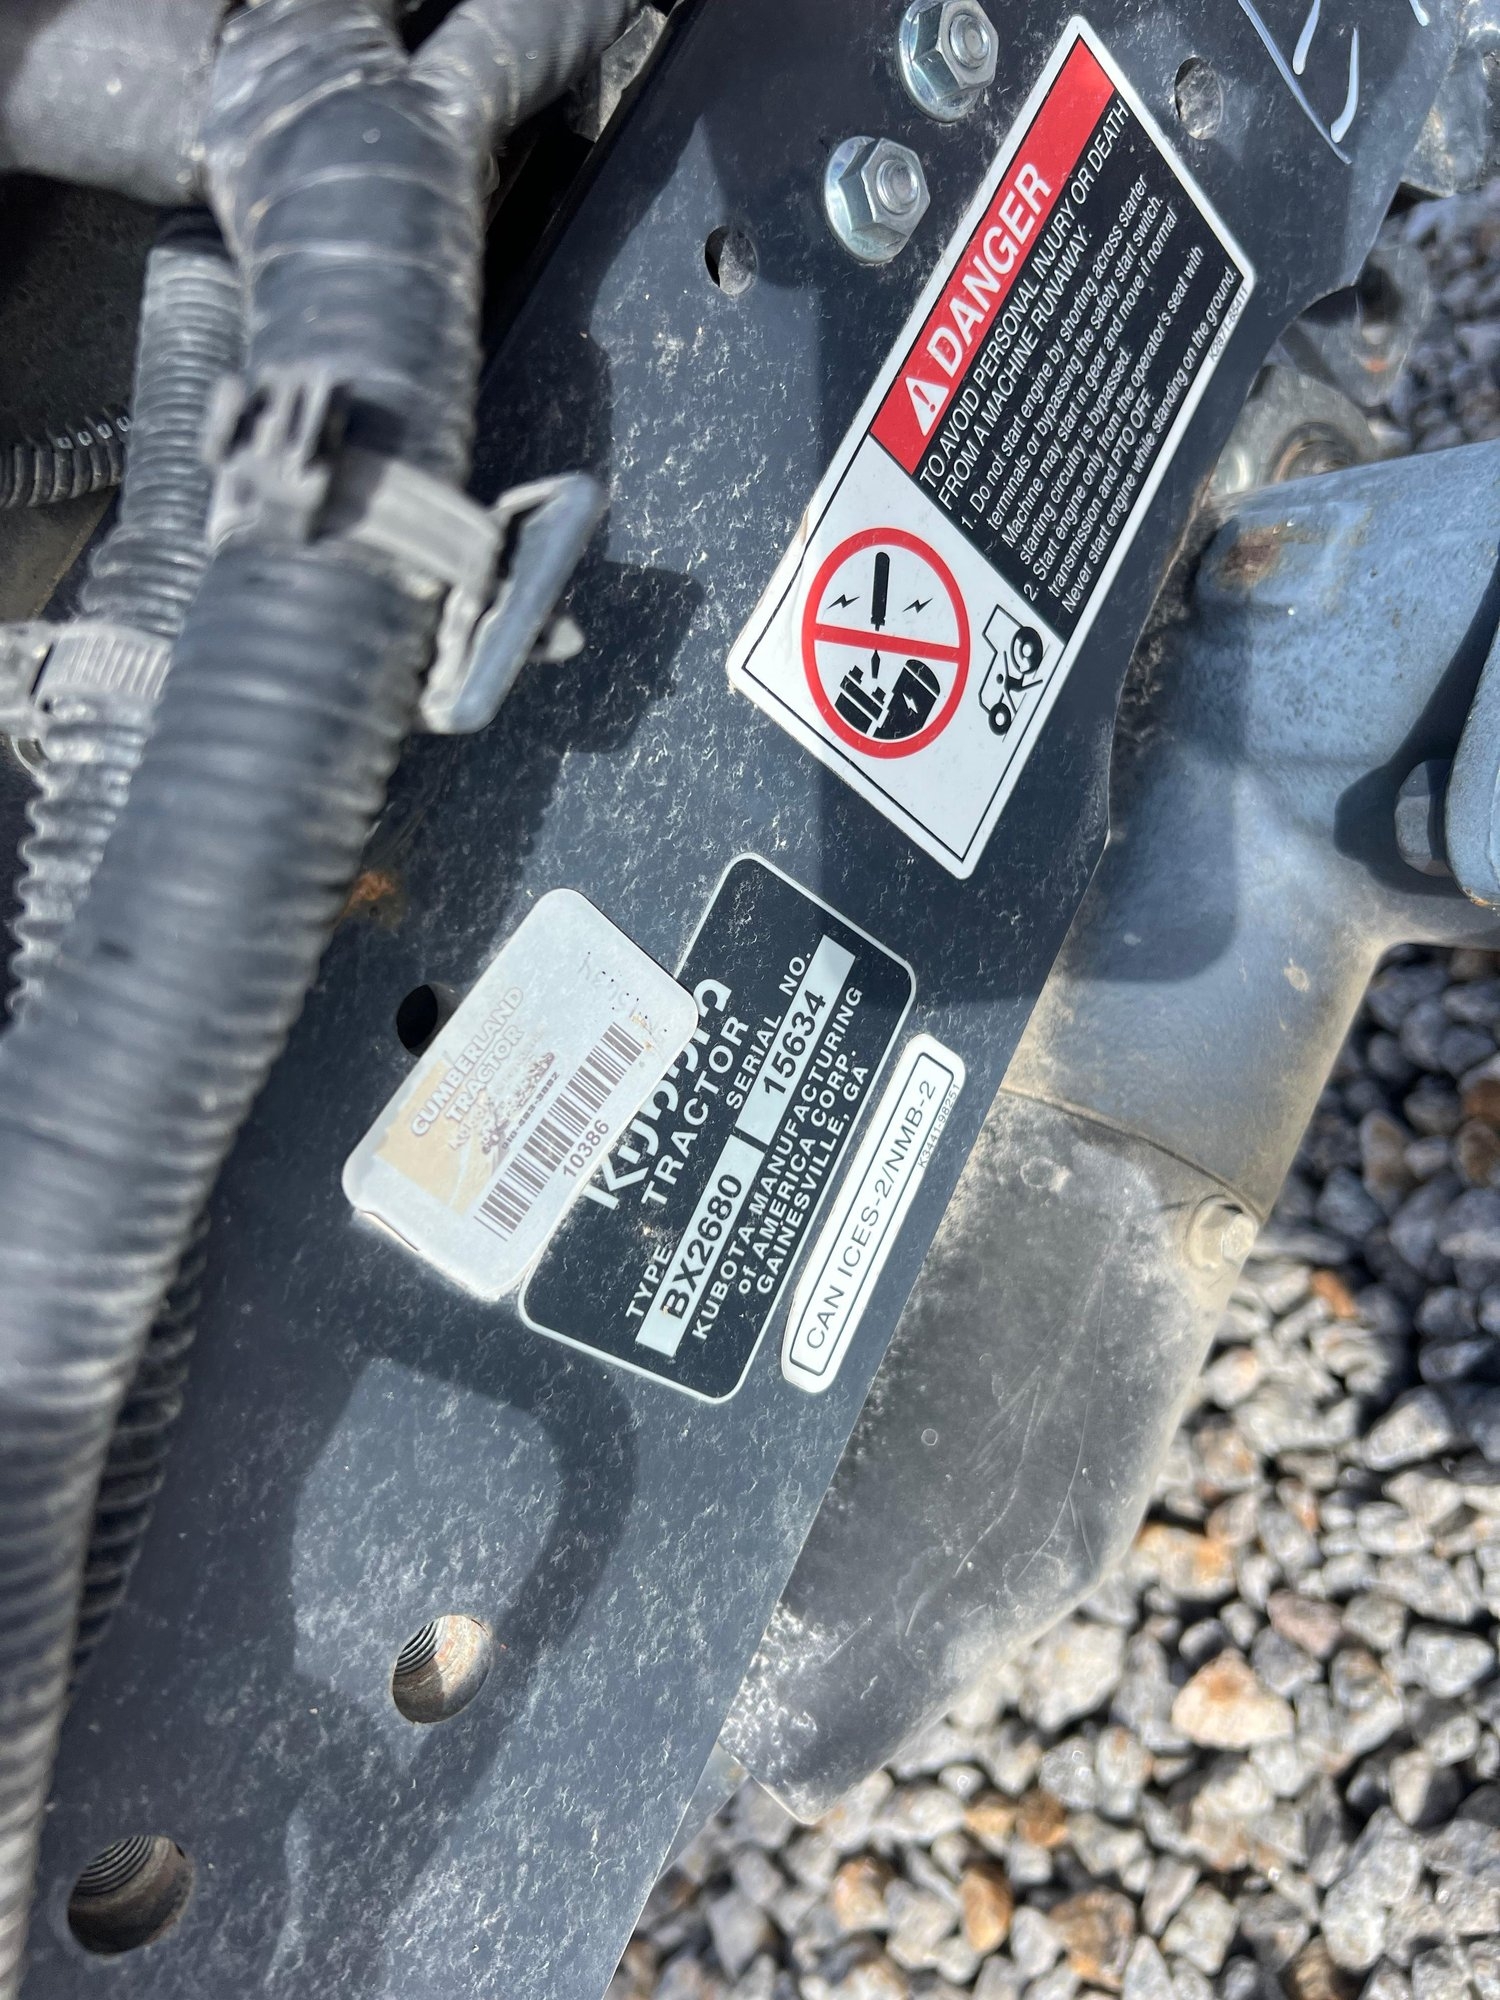 DANGER
TO AVOID PERSONAL INJURY OR DEATH
FROM A MACHINE RUNAWAY:
1. Do not start engine by shorting across starter
terminals or bypassing the safety start switch.
Machine may start in gear and move if normal
starting circuitry is bypassed.
2. Start engine only from the operator's seat with
transmission and PTO OFF.
Never start engine while standing on the ground.
CUMBERLAND
TRACTOR
10386
Kubota
TRACTOR
TYPE SERIAL NO.
BX2680 15634
KUBOTA MANUFACTURING
of AMERICA CORP.
GAINESVILLE, GA
CAN ICES-2/NMB-2
K3441-98251